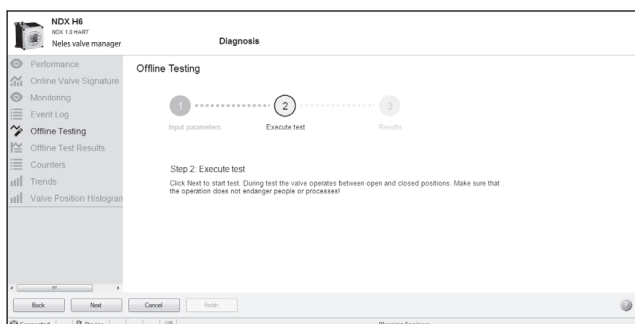 NDX H6
NDX 1.0 HART
Neles valve manager
Diagnosis
Performance
Online Valve Signature
Monitoring
Event Log
Offline Testing
Offline Test Results
Counters
Trends
Valve Position Histogran
Offline Testing
1
2
3
Input parameters
Execute test
Results
Step 2: Execute test
Click Next to start test. During test the valve operates between open and closed positions. Make sure that
the operation does not endanger people or processes!
Back
Next
Cancel
Finish
?
Connected
Device
Planning Engineer